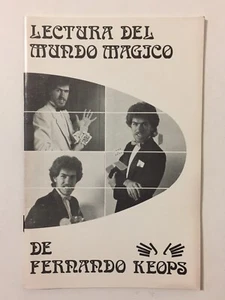 LECTURA DEL
MUNDO MAGICO
DE
FERNANDO KEOPS